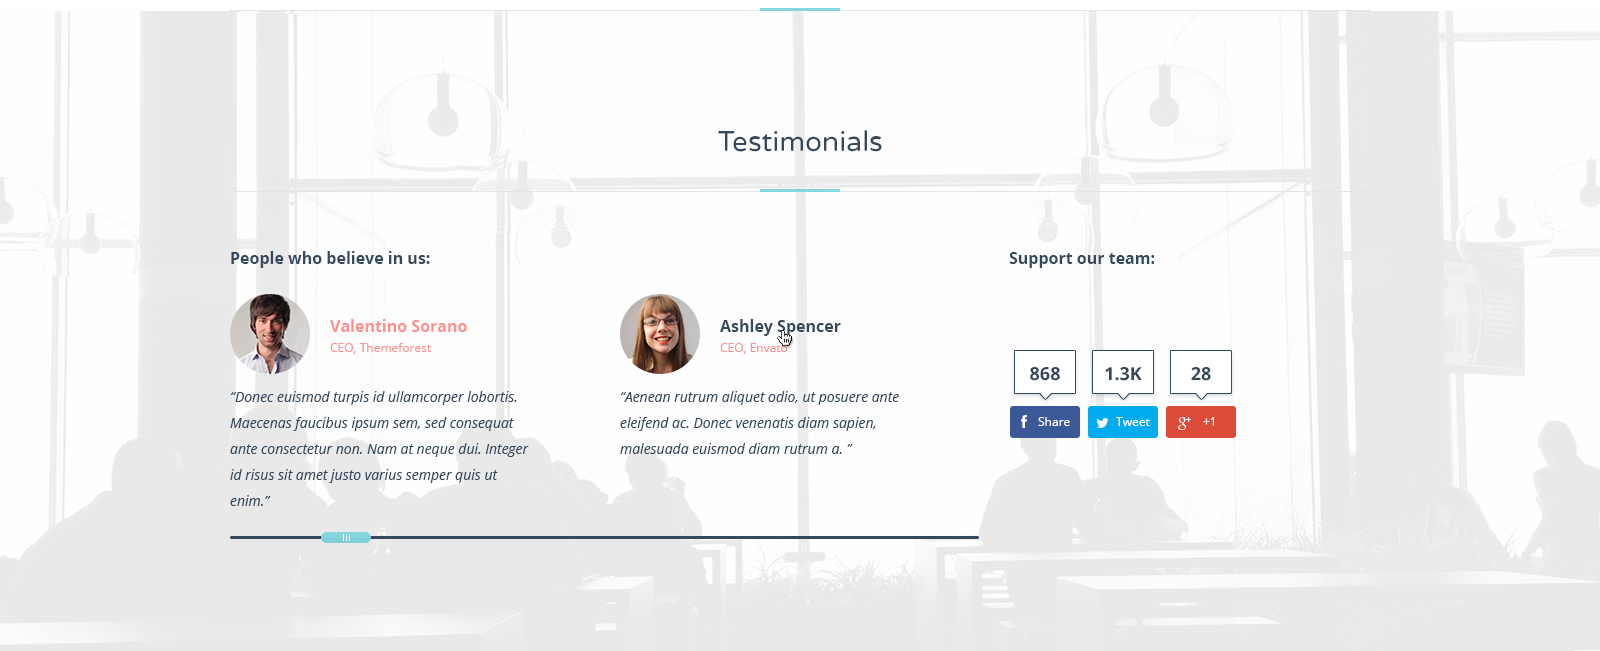 Testimonials
People who believe in us:
Support our team:
Valentino Sorano
CEO, Themeforest
Ashley Spencer
CEO, Envato
868
1.3K
28
Share
Tweet
+1
“Donec euismod turpis id ullamcorper lobortis.
Maecenas faucibus ipsum sem, sed consequat
ante consectetur non. Nam at neque dui. Integer
id risus sit amet justo varius semper quis ut
enim.”
“Aenean rutrum aliquet odio, ut posuere ante
eleifend ac. Donec venenatis diam sapien,
malesuada euismod diam rutrum a. ”